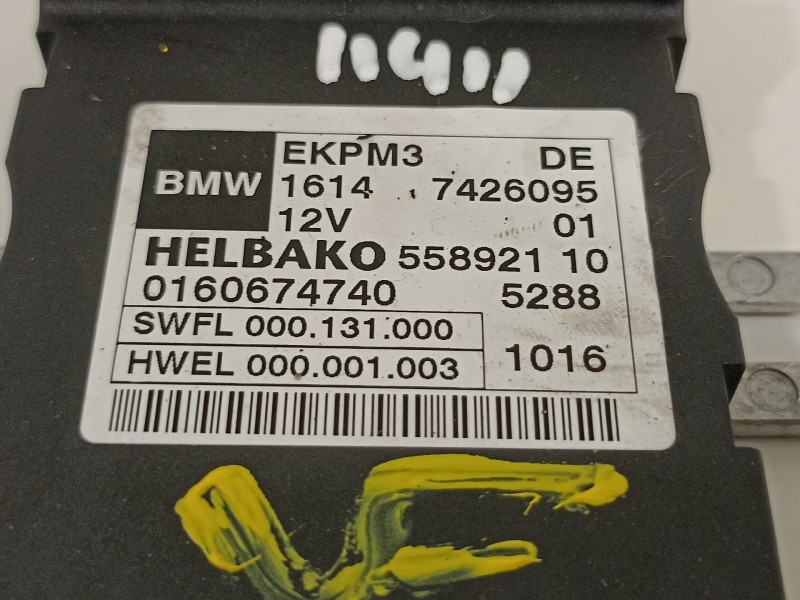 11411
EKPM3 DE
BMW 1614 7426095
12V 01
HELBAKO 558921 10
0160674740 5288
SWFL 000.131.000
HWEL 000.001.003 1016